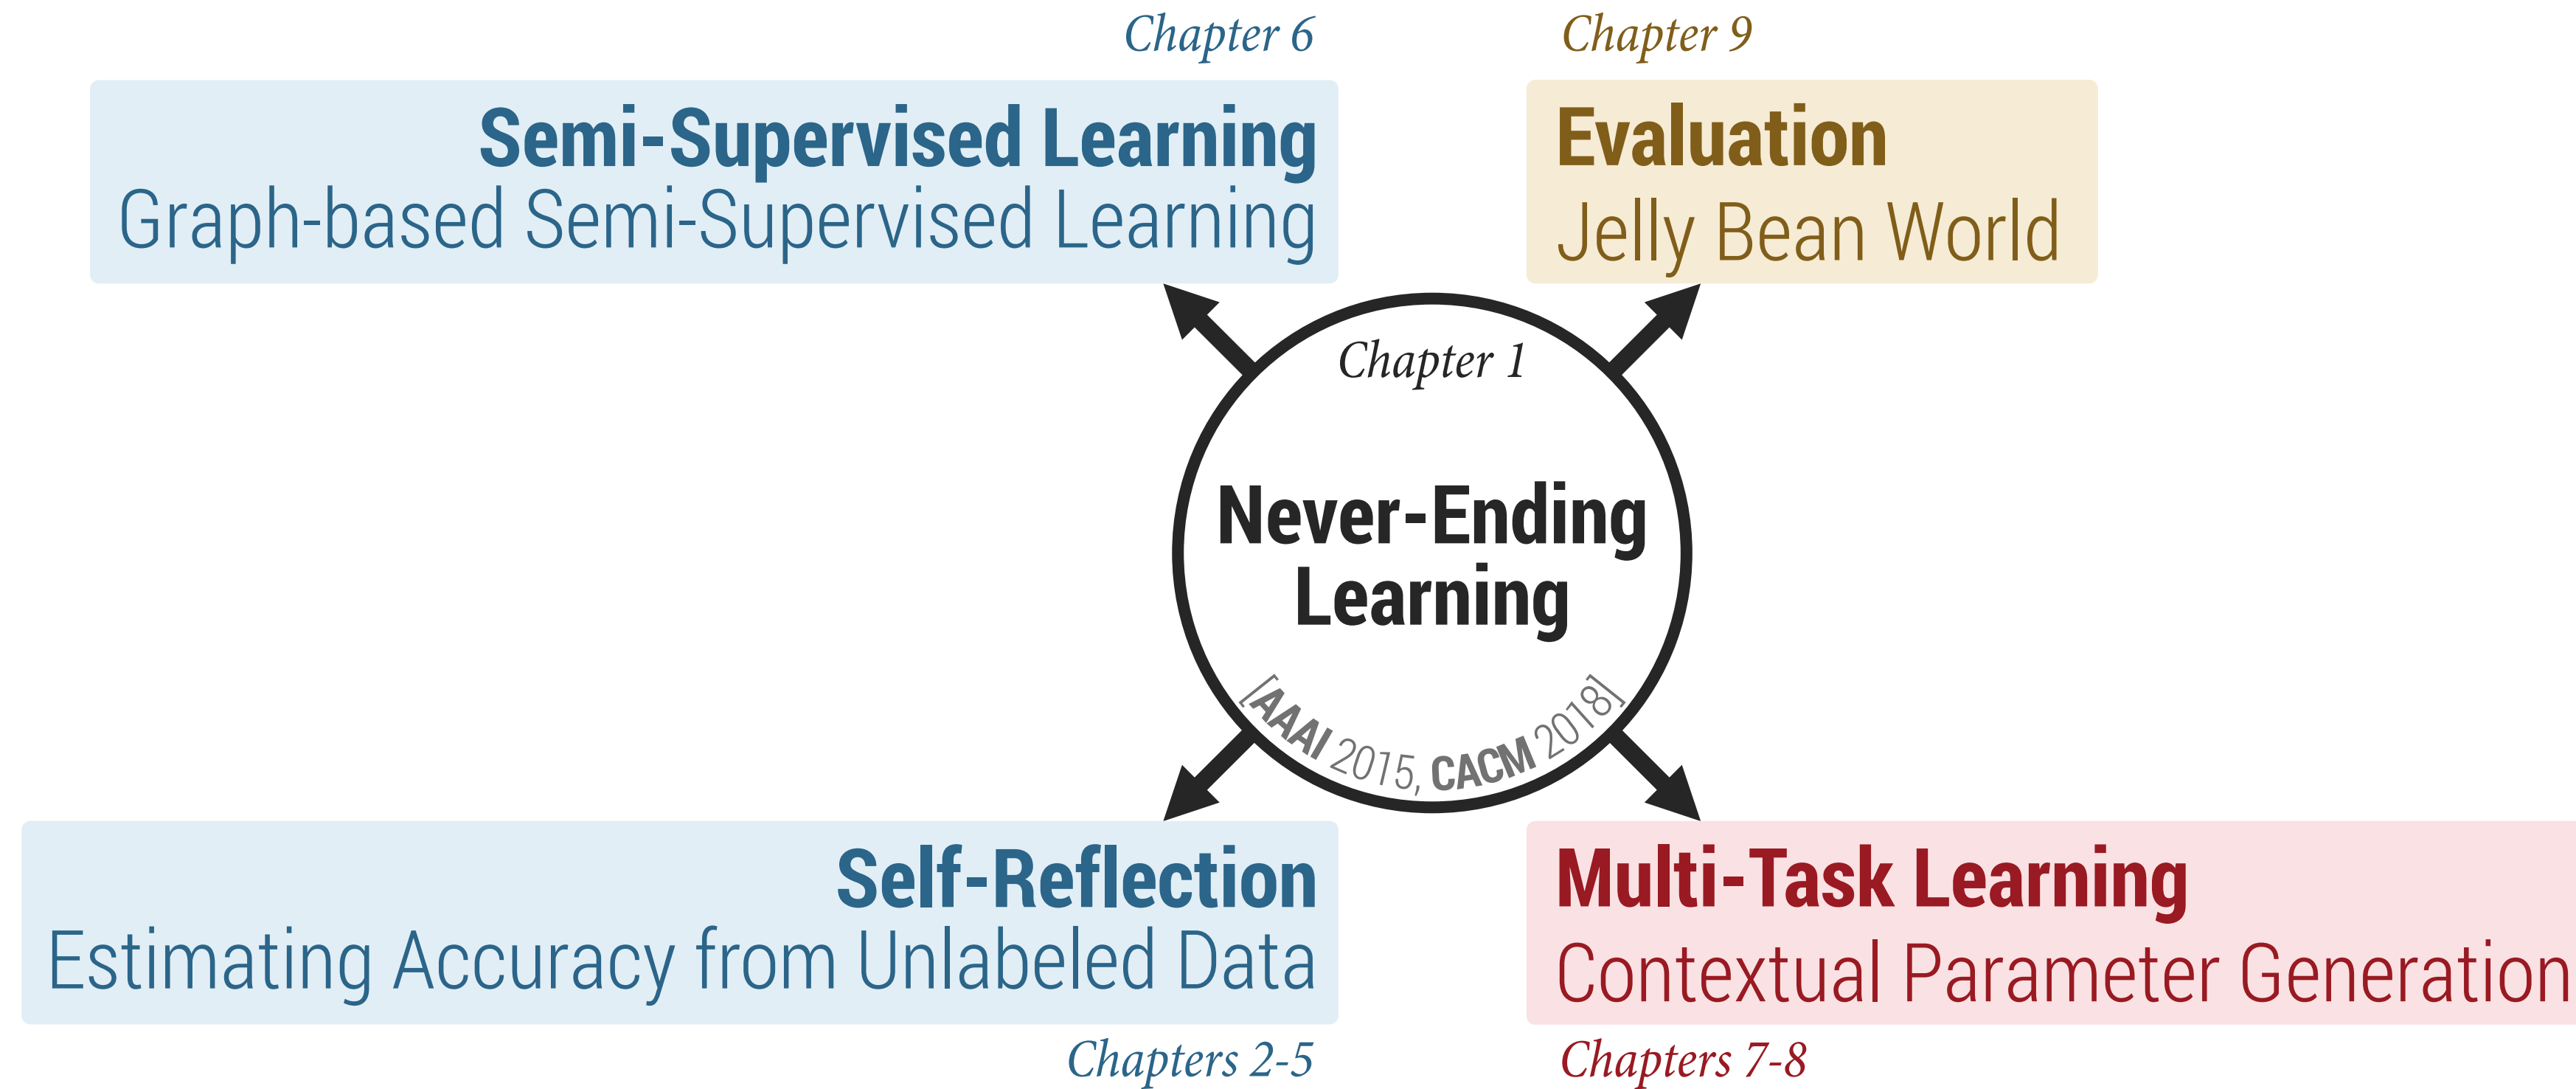 Chapter 6
Semi-Supervised Learning
Graph-based Semi-Supervised Learning
Chapter 9
Evaluation
Jelly Bean World
Chapter 1
Never-Ending
Learning
[AAAI 2015, CACM 2018]
Self-Reflection
Estimating Accuracy from Unlabeled Data
Chapters 2-5
Multi-Task Learning
Contextual Parameter Generation
Chapters 7-8